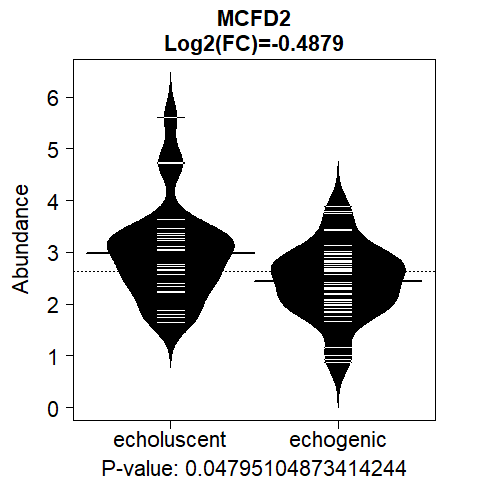 MCFD2
Log2(FC)=-0.4879
Abundance
6
5
4
3
2
1
0
echoluscent echogenic
P-value: 0.04795104873414244